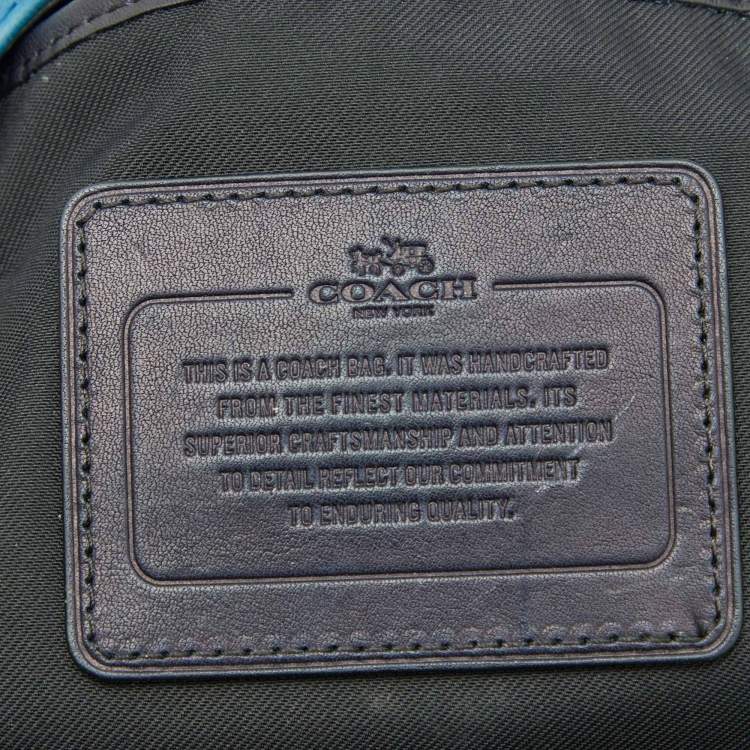 COACH
NEW YORK
THIS IS A COACH BAG. IT WAS HANDCRAFTED
FROM THE FINEST MATERIALS. ITS
SUPERIOR CRAFTSMANSHIP AND ATTENTION
TO DETAIL REFLECT OUR COMMITMENT
TO ENDURING QUALITY.